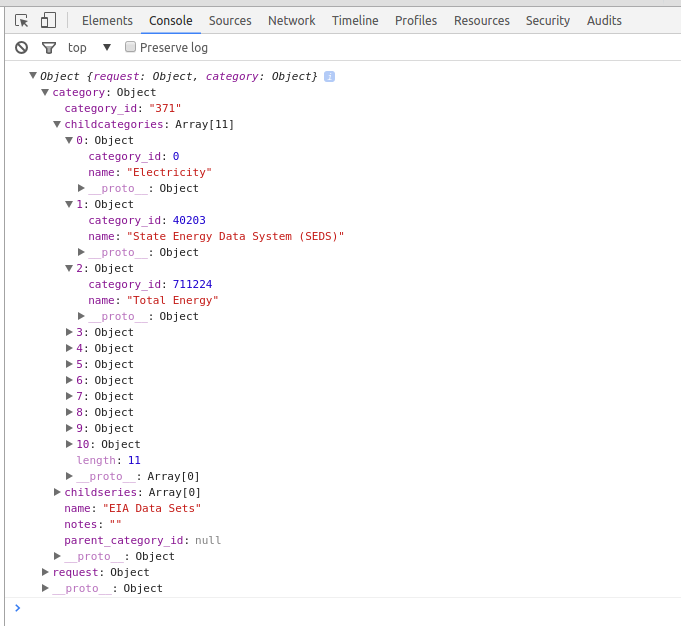 Elements Console Sources Network Timeline Profiles Resources Security Audits
top Preserve log
Object {request: Object, category: Object} i
category: Object
category_id: "371"
childcategories: Array[11]
0: Object
category_id: 0
name: "Electricity"
__proto__: Object
1: Object
category_id: 40203
name: "State Energy Data System (SEDS)"
__proto__: Object
2: Object
category_id: 711224
name: "Total Energy"
__proto__: Object
3: Object
4: Object
5: Object
6: Object
7: Object
8: Object
9: Object
10: Object
length: 11
__proto__: Array[0]
childseries: Array[0]
name: "EIA Data Sets"
notes: ""
parent_category_id: null
__proto__: Object
request: Object
__proto__: Object